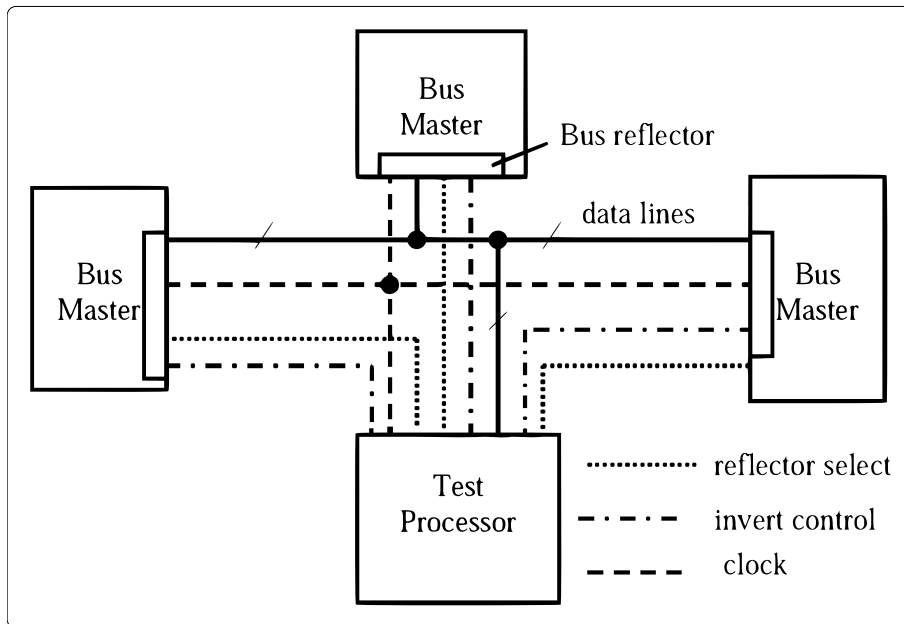 Bus
Master
Bus reflector
data lines
Bus
Master
Bus
Master
Test
Processor
reflector select
invert control
clock